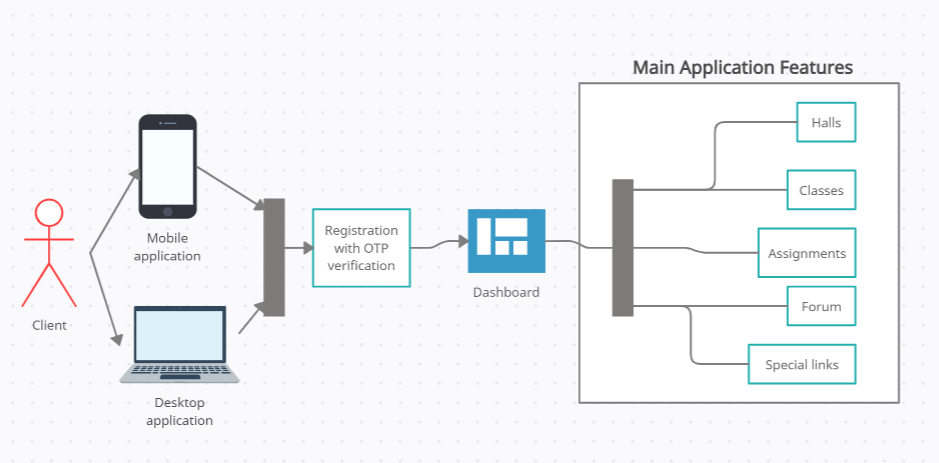 Main Application Features
Halls
Classes
Registration
with OTP
verification
Mobile
application
Assignments
Dashboard
Forum
Client
Special links
Desktop
application